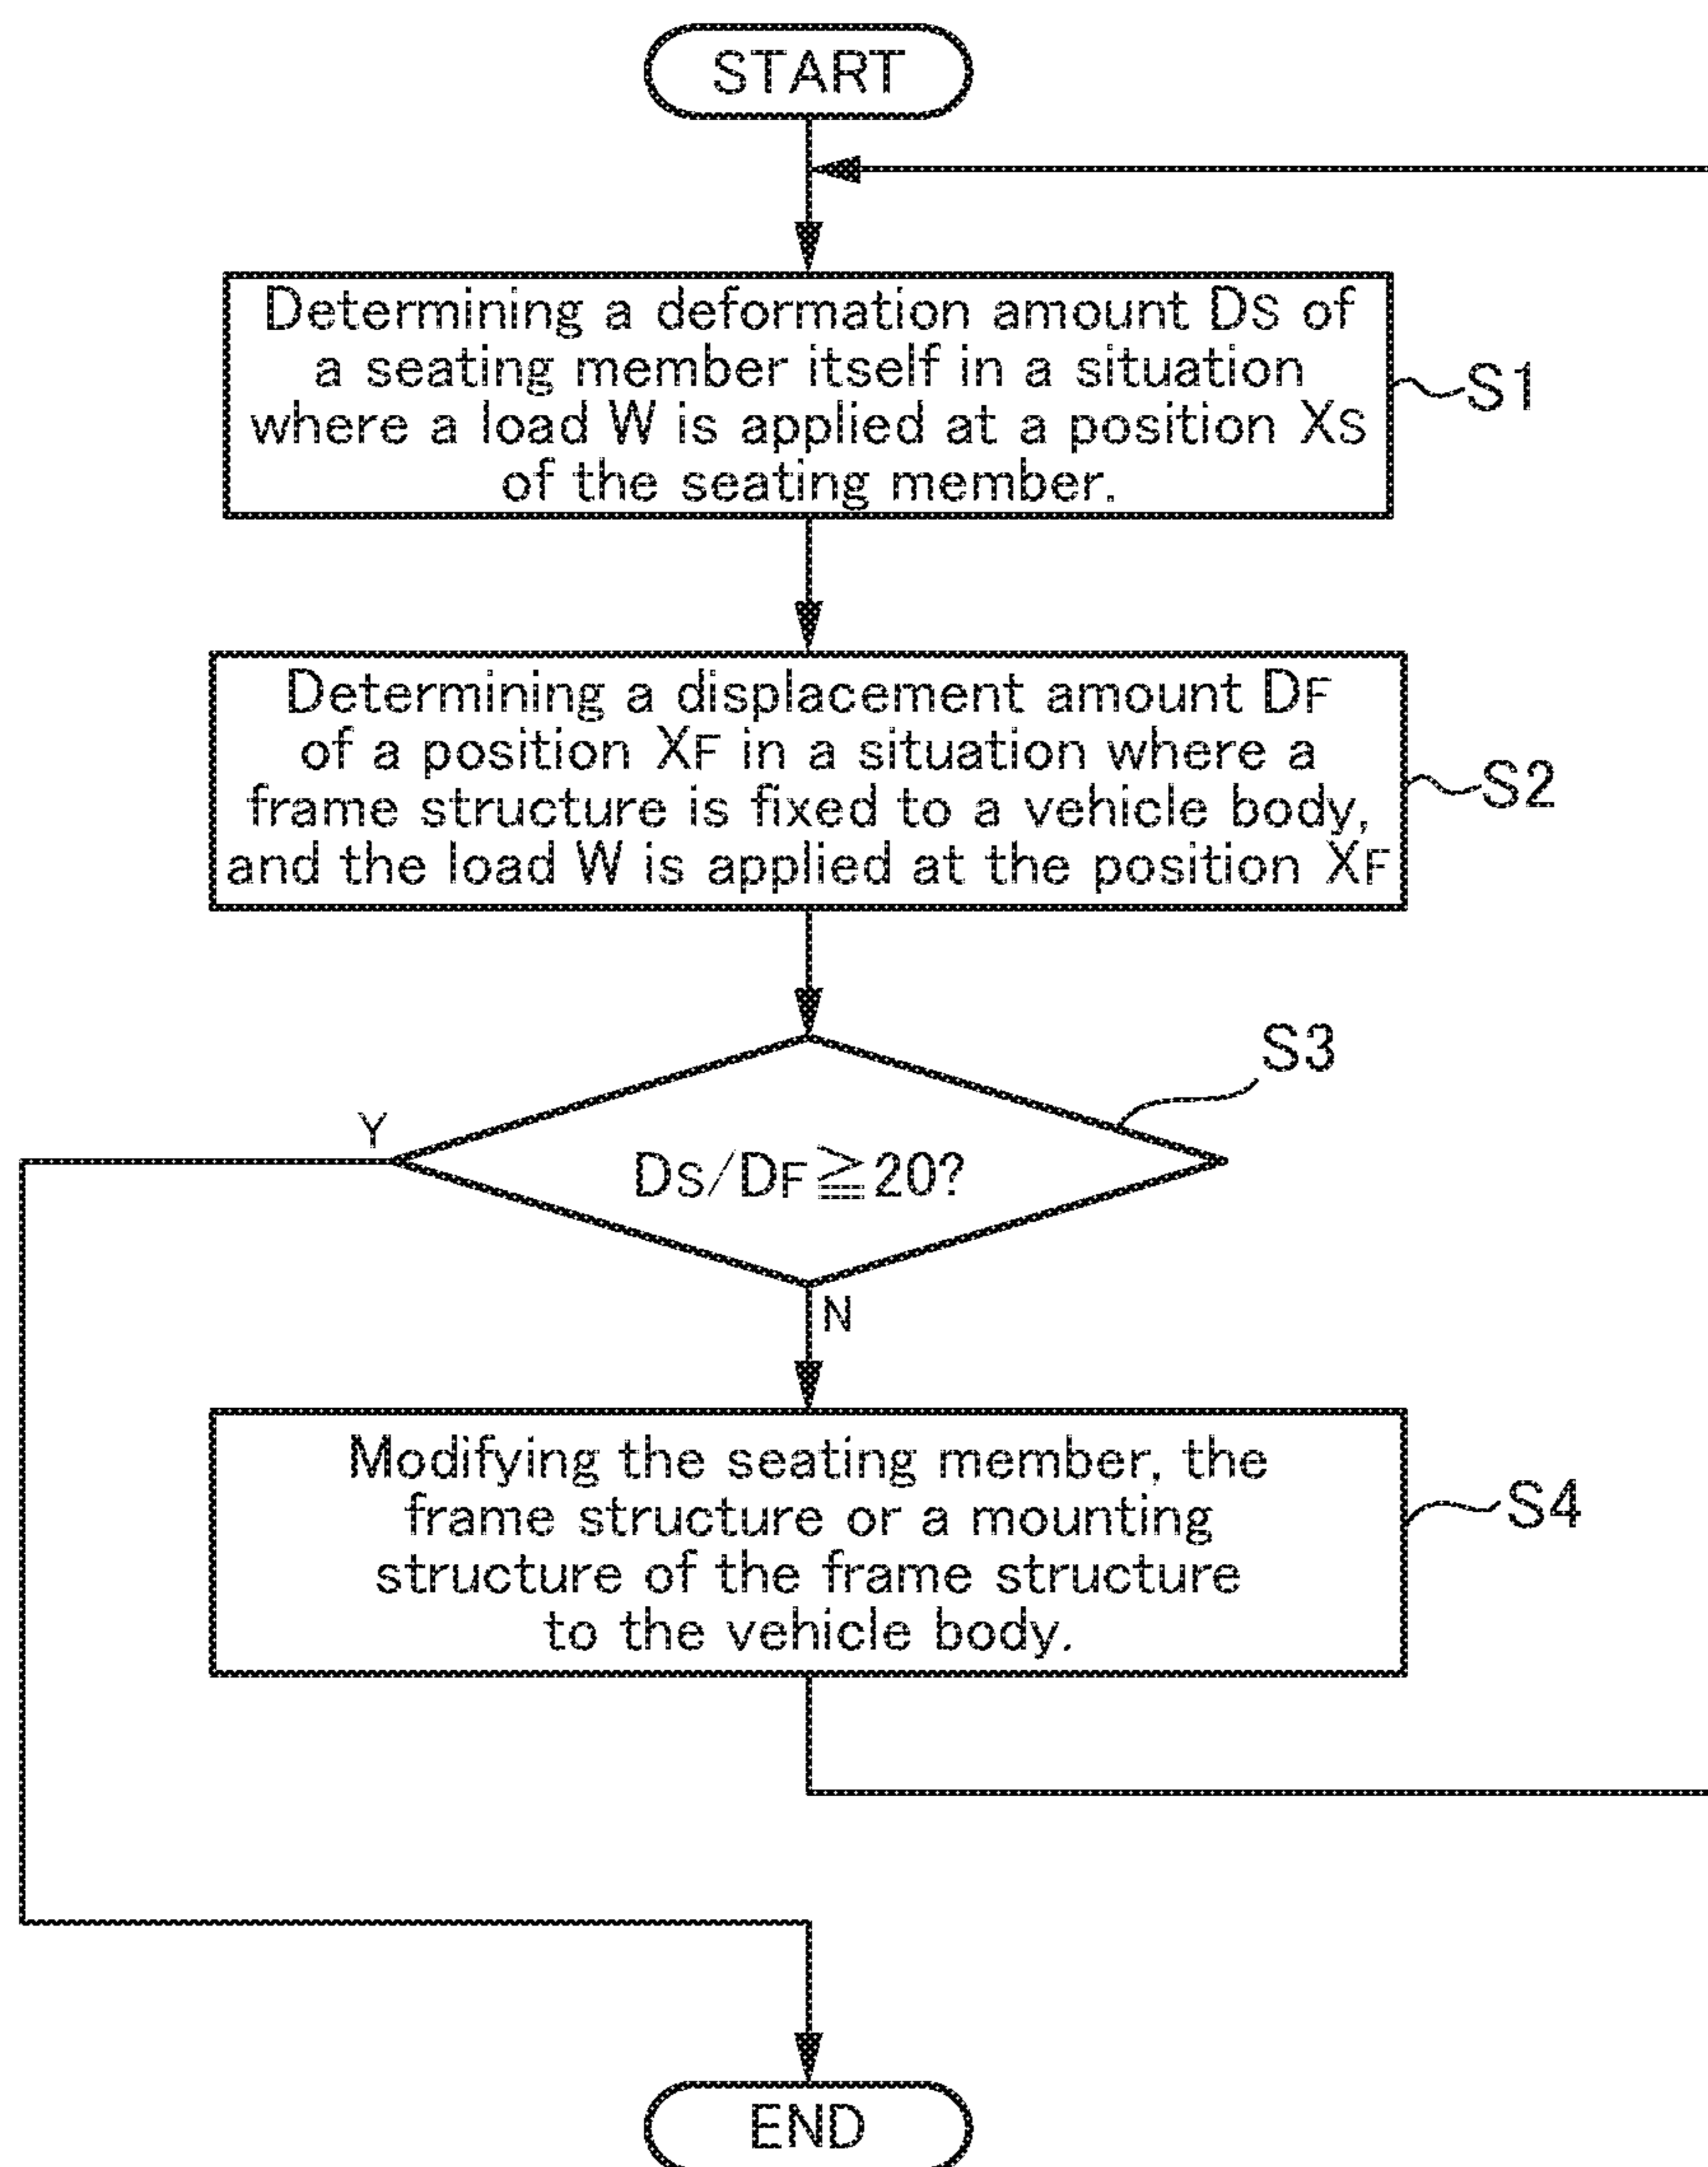 START
Determining a deformation amount DS of
a seating member itself in a situation
where a load W is applied at a position XS
of the seating member.
S1
Determining a displacement amount DF
of a position XF in a situation where a
frame structure is fixed to a vehicle body,
and the load W is applied at the position XF
S2
S3
Y
DS/DF≧20?
N
Modifying the seating member, the
frame structure or a mounting
structure of the frame structure
to the vehicle body.
S4
END